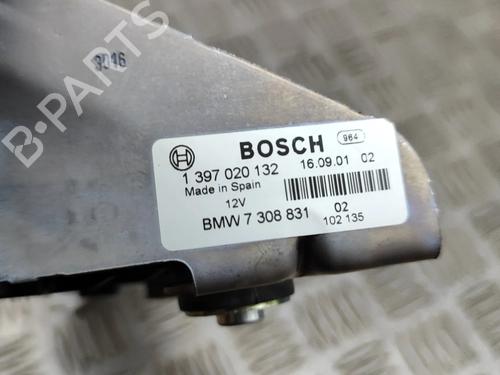 B-PARTS
9046
BOSCH 964
1 397 020 132 16.09.01 02
Made in Spain
12V
BMW 7 308 831 02
102 135